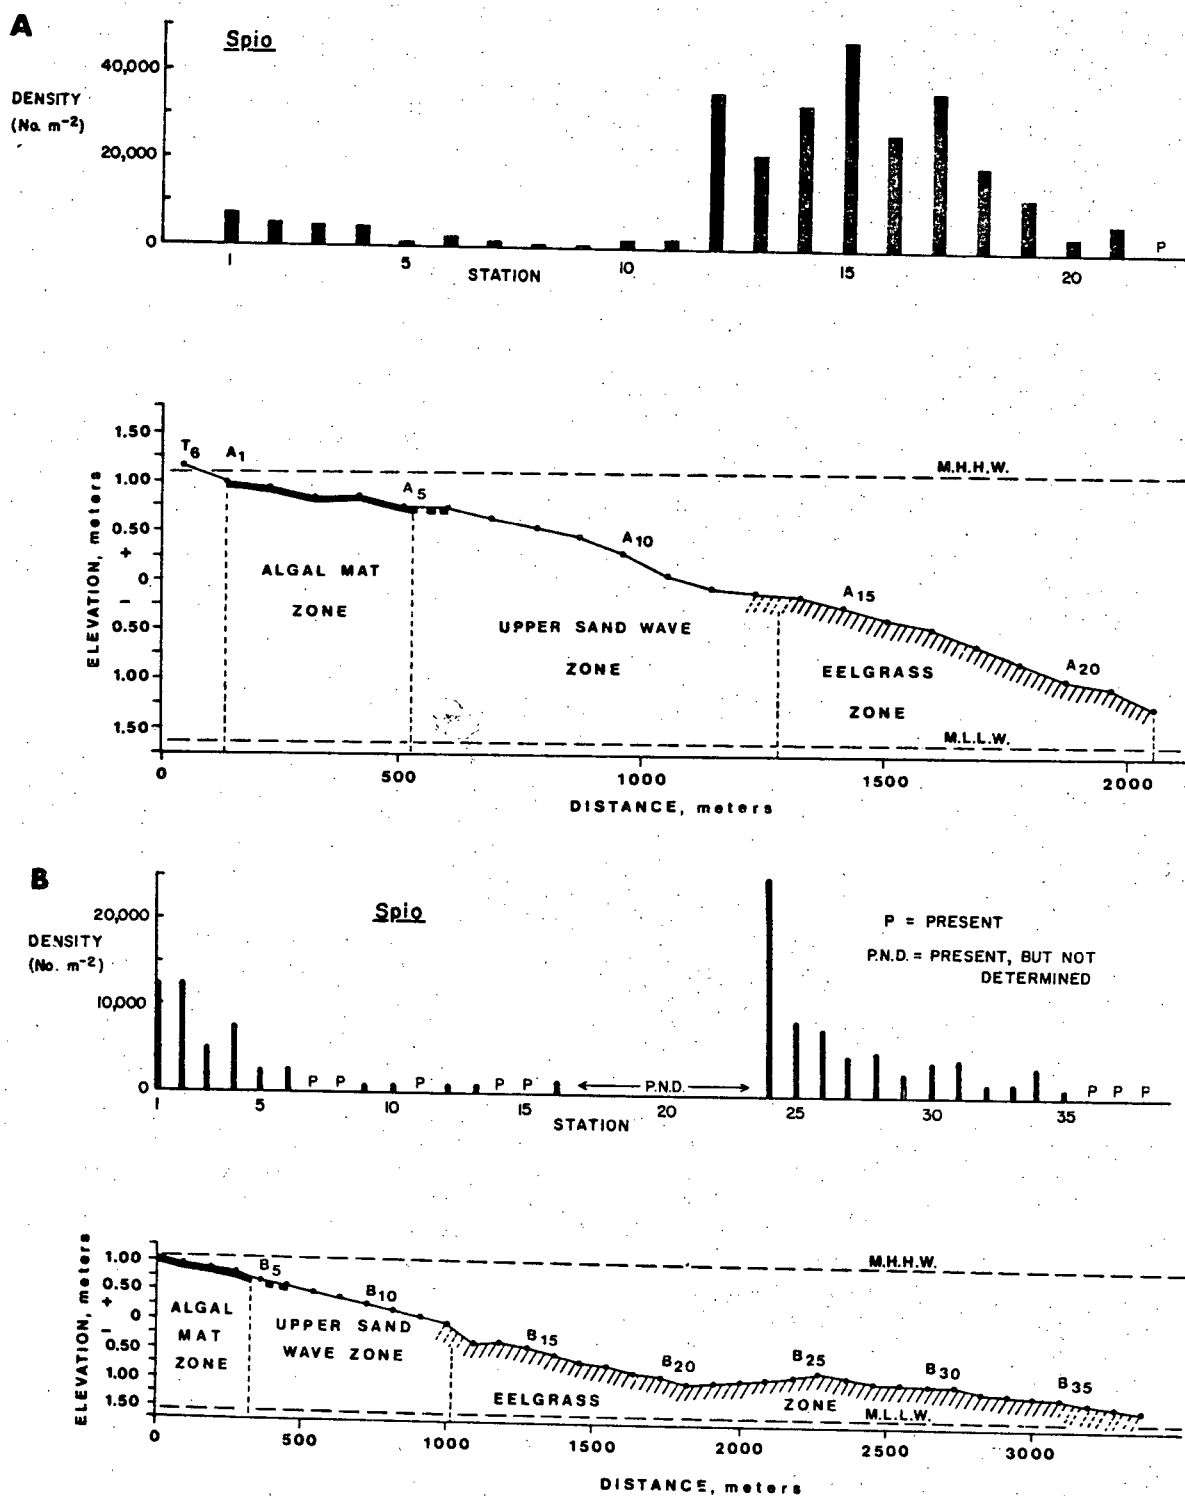 A
Spio
40,000
DENSITY
(No. m⁻²)
20,000
0
1 5 10 15 20
P
STATION
1.50
T6 A1
M.H.H.W.
1.00
A5
0.50
A10
+
0
−
A15
0.50
1.00
A20
1.50
ELEVATION, meters
ALGAL MAT
ZONE
UPPER SAND WAVE
ZONE
EELGRASS
ZONE
M.L.L.W.
0 500 1000 1500 2000
DISTANCE, meters
B
Spio
20,000
P = PRESENT
DENSITY
(No. m⁻²)
P.N.D. = PRESENT, BUT NOT
DETERMINED
10,000
0
P P P P P P.N.D. P P P
1 5 10 15 20 25 30 35
STATION
1.00
M.H.H.W.
B5
0.50
+
B10
0
−
B15
0.50
B20 B25 B30 B35
1.00
1.50
ELEVATION, meters
ALGAL
MAT
ZONE
UPPER SAND
WAVE ZONE
EELGRASS ZONE
M.L.L.W.
0 500 1000 1500 2000 2500 3000
DISTANCE, meters